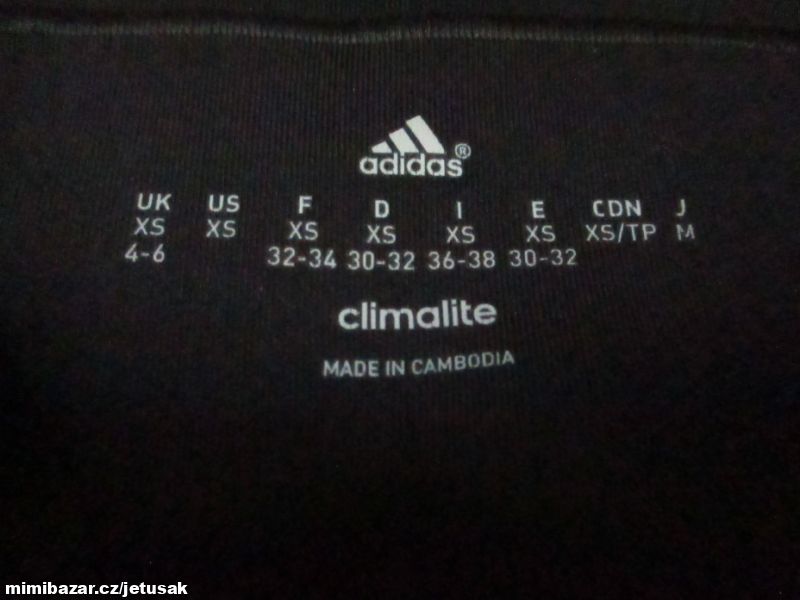 adidas®
UK US F D I E CDN J
XS XS XS XS XS XS XS/TP M
4-6 32-34 30-32 36-38 30-32
climalite
MADE IN CAMBODIA
mimibazar.cz/jetusak